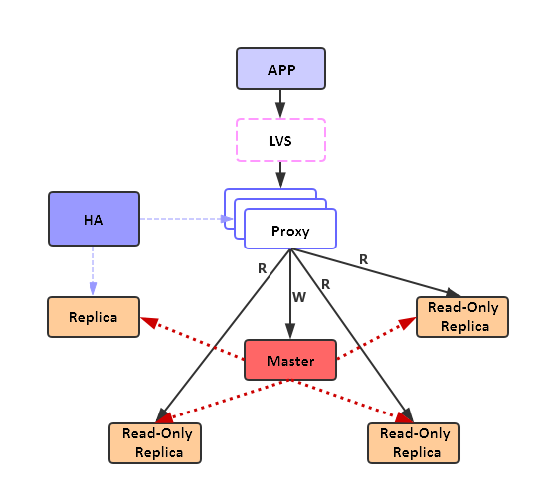 APP
LVS
HA
Proxy
R
R
R
W
Replica
Read-Only
Replica
Master
Read-Only
Replica
Read-Only
Replica